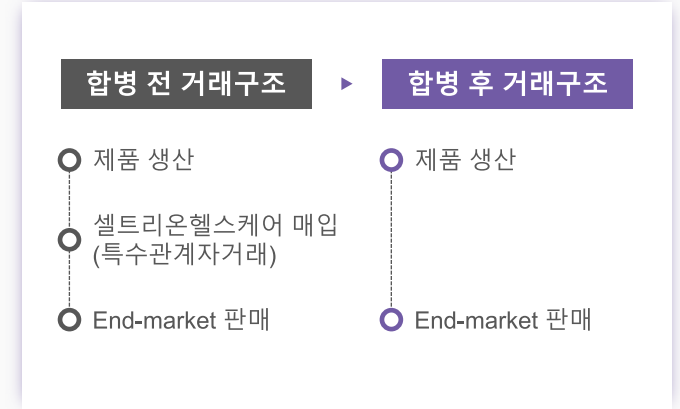 합병 전 거래구조
합병 후 거래구조
제품 생산
셀트리온헬스케어 매입
(특수관계자거래)
End-market 판매
제품 생산
End-market 판매